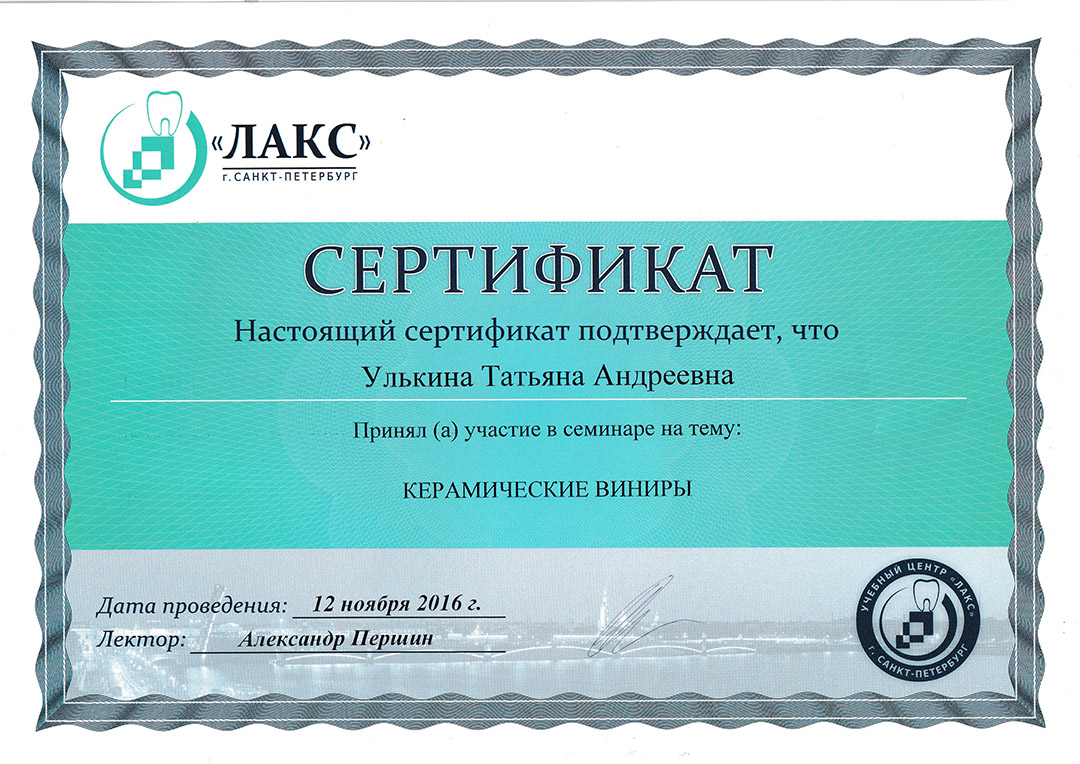 «ЛАКС»
г.САНКТ-ПЕТЕРБУРГ
СЕРТИФИКАТ
Настоящий сертификат подтверждает, что
Улькина Татьяна Андреевна
Принял (а) участие в семинаре на тему:
КЕРАМИЧЕСКИЕ ВИНИРЫ
Дата проведения: 12 ноября 2016 г.
Лектор: Александр Першин
УЧЕБНЫЙ ЦЕНТР «ЛАКС»
г. САНКТ-ПЕТЕРБУРГ